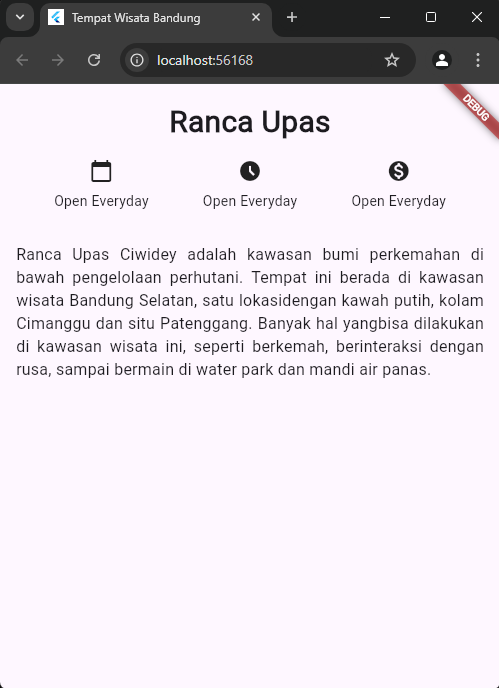 Tempat Wisata Bandung
localhost:56168
DEBUG
Ranca Upas
Open Everyday Open Everyday Open Everyday
Ranca Upas Ciwidey adalah kawasan bumi perkemahan di
bawah pengelolaan perhutani. Tempat ini berada di kawasan
wisata Bandung Selatan, satu lokasidengan kawah putih, kolam
Cimanggu dan situ Patenggang. Banyak hal yangbisa dilakukan
di kawasan wisata ini, seperti berkemah, berinteraksi dengan
rusa, sampai bermain di water park dan mandi air panas.